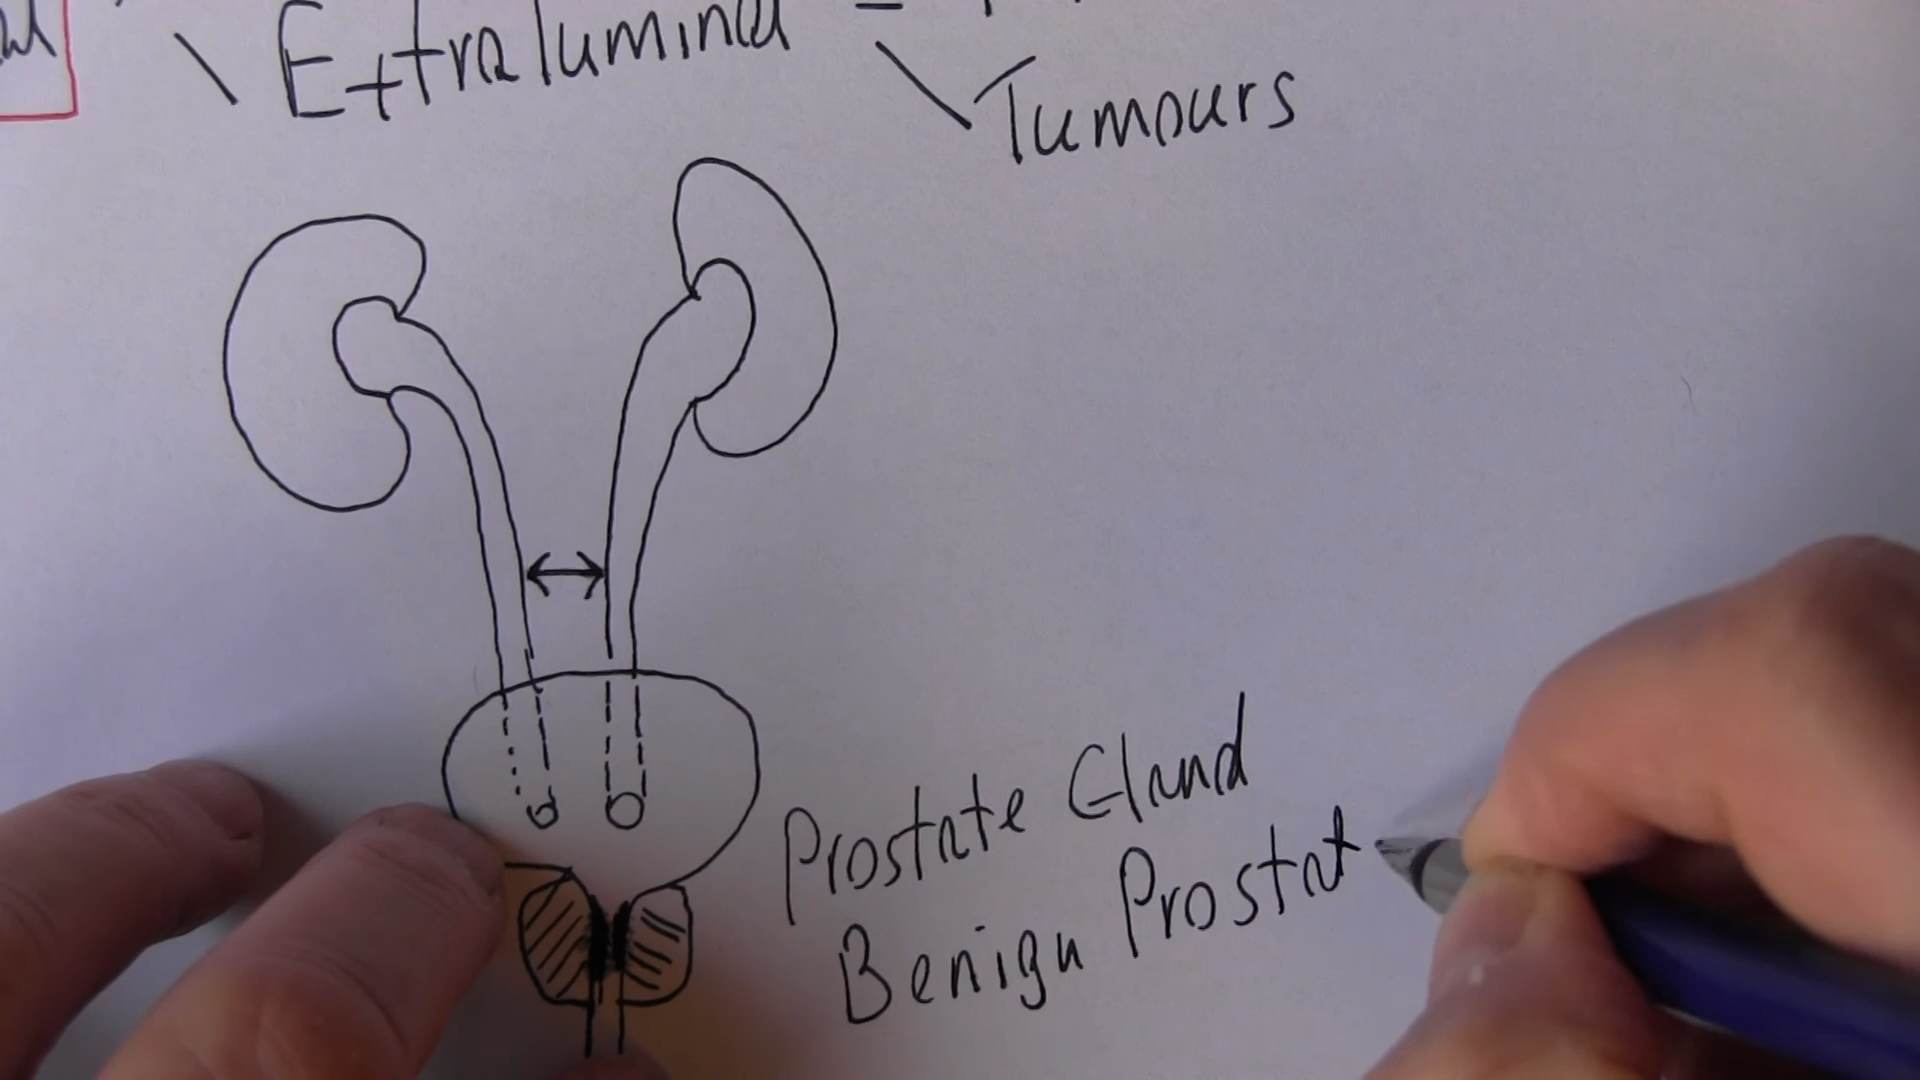 \ Extraluminal
\ Tumours
Prostate Gland
Benign Prostat